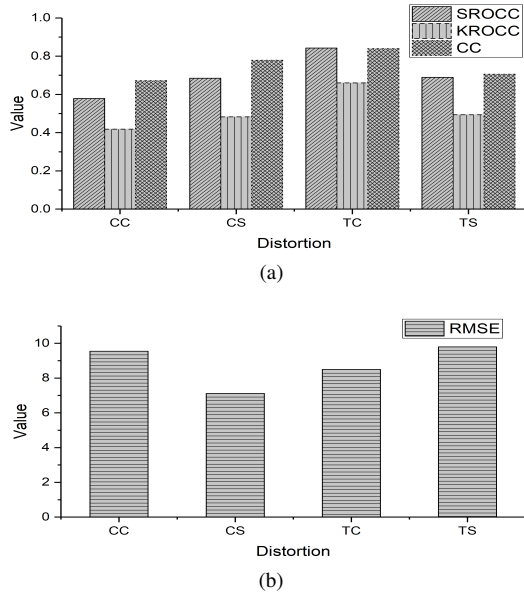 SROCC
KROCC
CC
1.0
0.8
0.6
0.4
0.2
0.0
Value
CC CS TC TS
Distortion
(a)
RMSE
10
8
6
4
2
0
Value
CC CS TC TS
Distortion
(b)